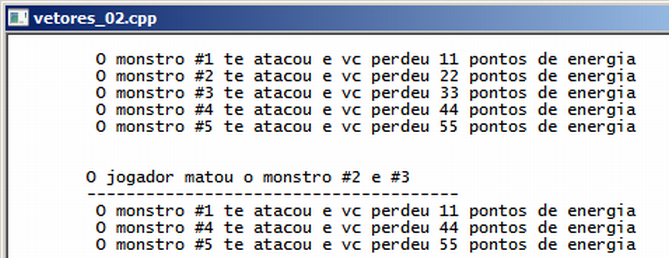 vetores_02.cpp
O monstro #1 te atacou e vc perdeu 11 pontos de energia
O monstro #2 te atacou e vc perdeu 22 pontos de energia
O monstro #3 te atacou e vc perdeu 33 pontos de energia
O monstro #4 te atacou e vc perdeu 44 pontos de energia
O monstro #5 te atacou e vc perdeu 55 pontos de energia
O jogador matou o monstro #2 e #3
-------------------------------------
O monstro #1 te atacou e vc perdeu 11 pontos de energia
O monstro #4 te atacou e vc perdeu 44 pontos de energia
O monstro #5 te atacou e vc perdeu 55 pontos de energia